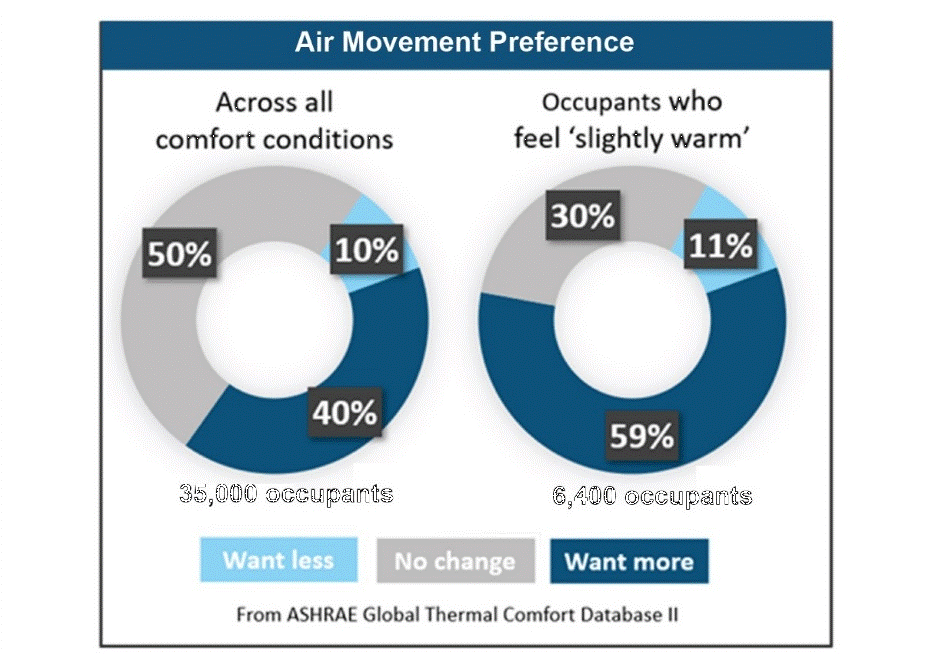 Air Movement Preference
Across all
comfort conditions
50%
10%
40%
35,000 occupants
Occupants who
feel ‘slightly warm’
30%
11%
59%
6,400 occupants
Want less
No change
Want more
From ASHRAE Global Thermal Comfort Database II